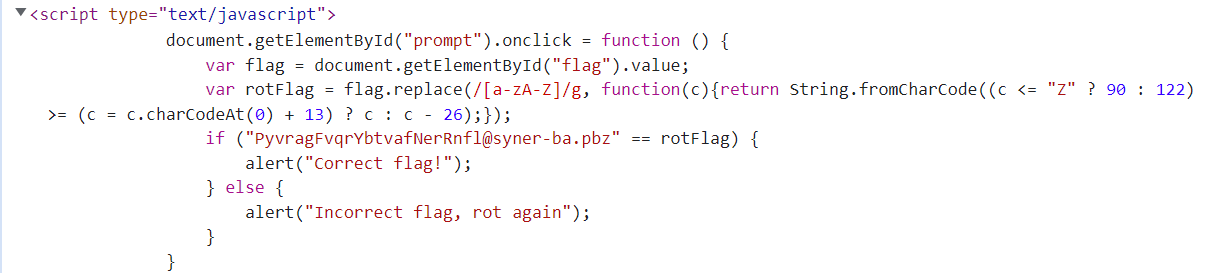 ▼<script type="text/javascript">
document.getElementById("prompt").onclick = function () {
var flag = document.getElementById("flag").value;
var rotFlag = flag.replace(/[a-zA-Z]/g, function(c){return String.fromCharCode((c <= "Z" ? 90 : 122)
>= (c = c.charCodeAt(0) + 13) ? c : c - 26);});
if ("PyvragFvqrYbtvafNerRnfl@syner-ba.pbz" == rotFlag) {
alert("Correct flag!");
} else {
alert("Incorrect flag, rot again");
}
}